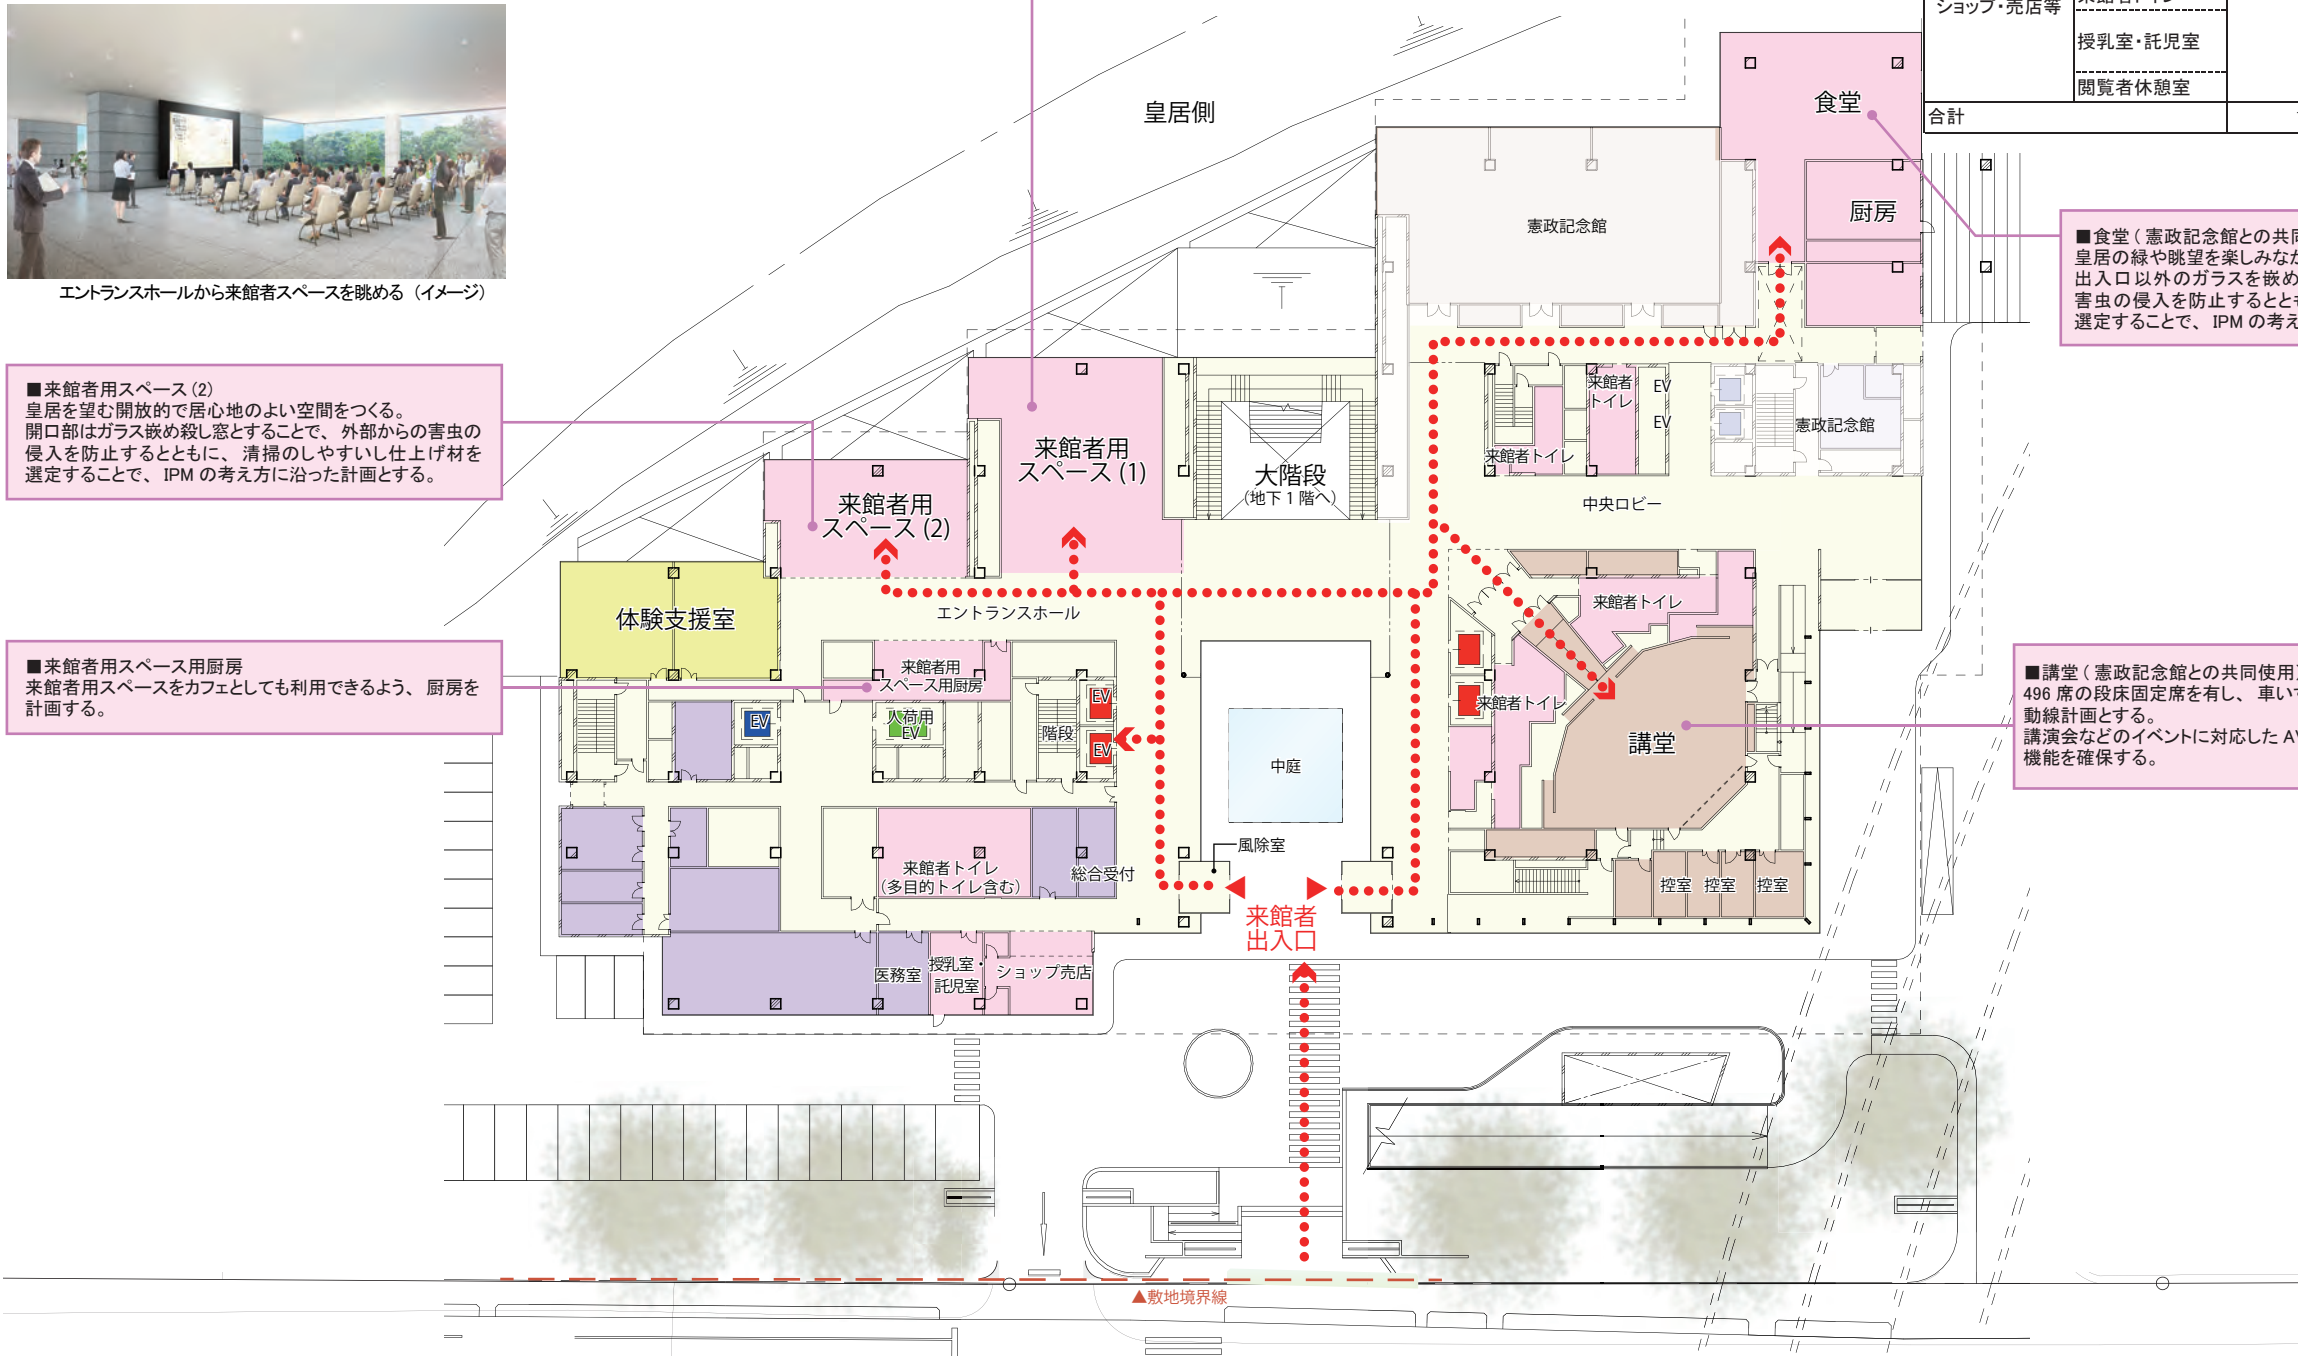 ショップ・売店等
授乳室・託児室
閲覧者休憩室
合計
エントランスホールから来館者スペースを眺める（イメージ）
皇居側
食堂
厨房
憲政記念館
■食堂（憲政記念館との共同
皇居の緑や眺望を楽しみなが
出入口以外のガラスを嵌め
害虫の侵入を防止するととも
選定することで、IPMの考え
■来館者用スペース(2)
皇居を望む開放的で居心地のよい空間をつくる。
開口部はガラス嵌め殺し窓とすることで、外部からの害虫の
侵入を防止するとともに、清掃のしやすいし仕上げ材を
選定することで、IPMの考え方に沿った計画とする。
来館者用
スペース(1)
来館者用
スペース(2)
大階段
（地下1階へ）
来館者
トイレ
EV
EV
来館者トイレ
憲政記念館
中央ロビー
体験支援室
エントランスホール
来館者トイレ
■来館者用スペース用厨房
来館者用スペースをカフェとしても利用できるよう、厨房を
計画する。
来館者用
スペース用厨房
EV
人荷用
EV
階段
EV
EV
来館者トイレ
講堂
■講堂（憲政記念館との共同使用
496席の段床固定席を有し、車いす
動線計画とする。
講演会などのイベントに対応したAV
機能を確保する。
中庭
風除室
来館者トイレ
（多目的トイレ含む）
総合受付
控室
控室
控室
来館者
出入口
医務室
授乳室・
託児室
ショップ売店
▲敷地境界線